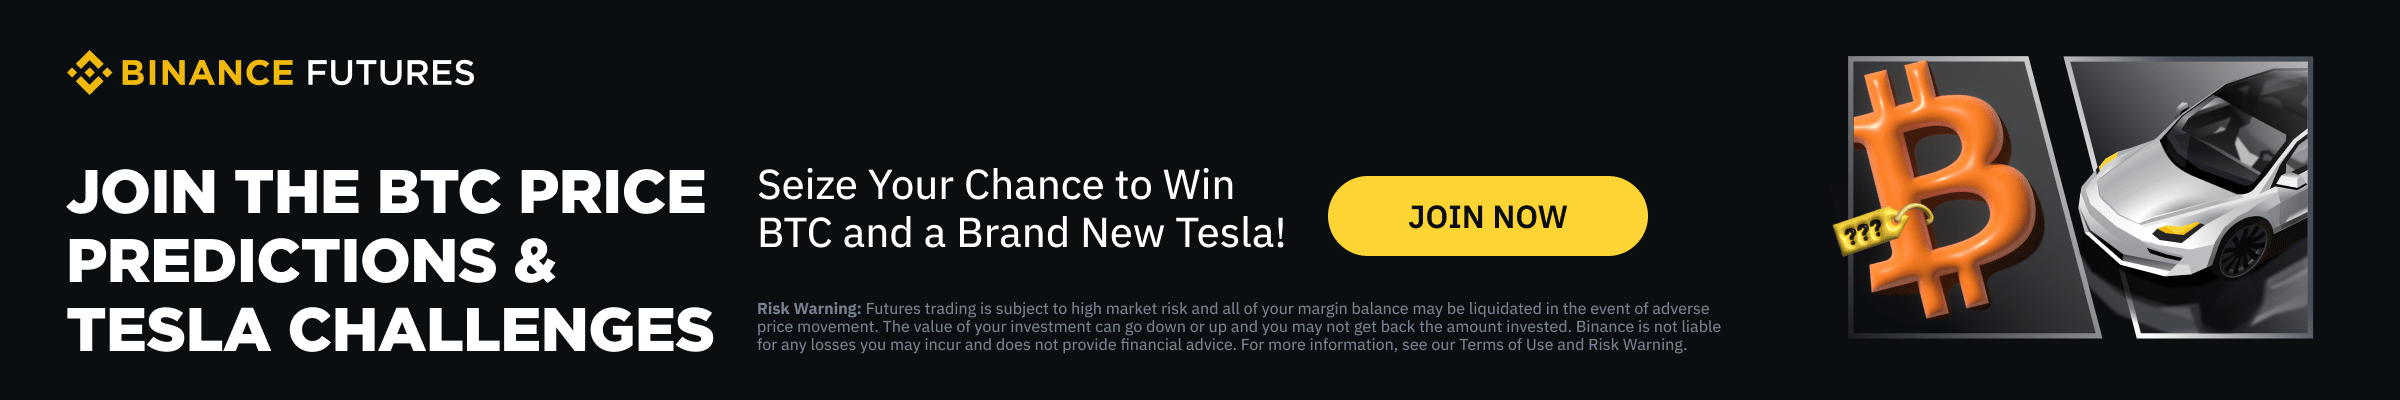 BINANCE FUTURES
JOIN THE BTC PRICE
PREDICTIONS &
TESLA CHALLENGES
Seize Your Chance to Win
BTC and a Brand New Tesla!
JOIN NOW
Risk Warning: Futures trading is subject to high market risk and all of your margin balance may be liquidated in the event of adverse
price movement. The value of your investment can go down or up and you may not get back the amount invested. Binance is not liable
for any losses you may incur and does not provide financial advice. For more information, see our Terms of Use and Risk Warning.
???